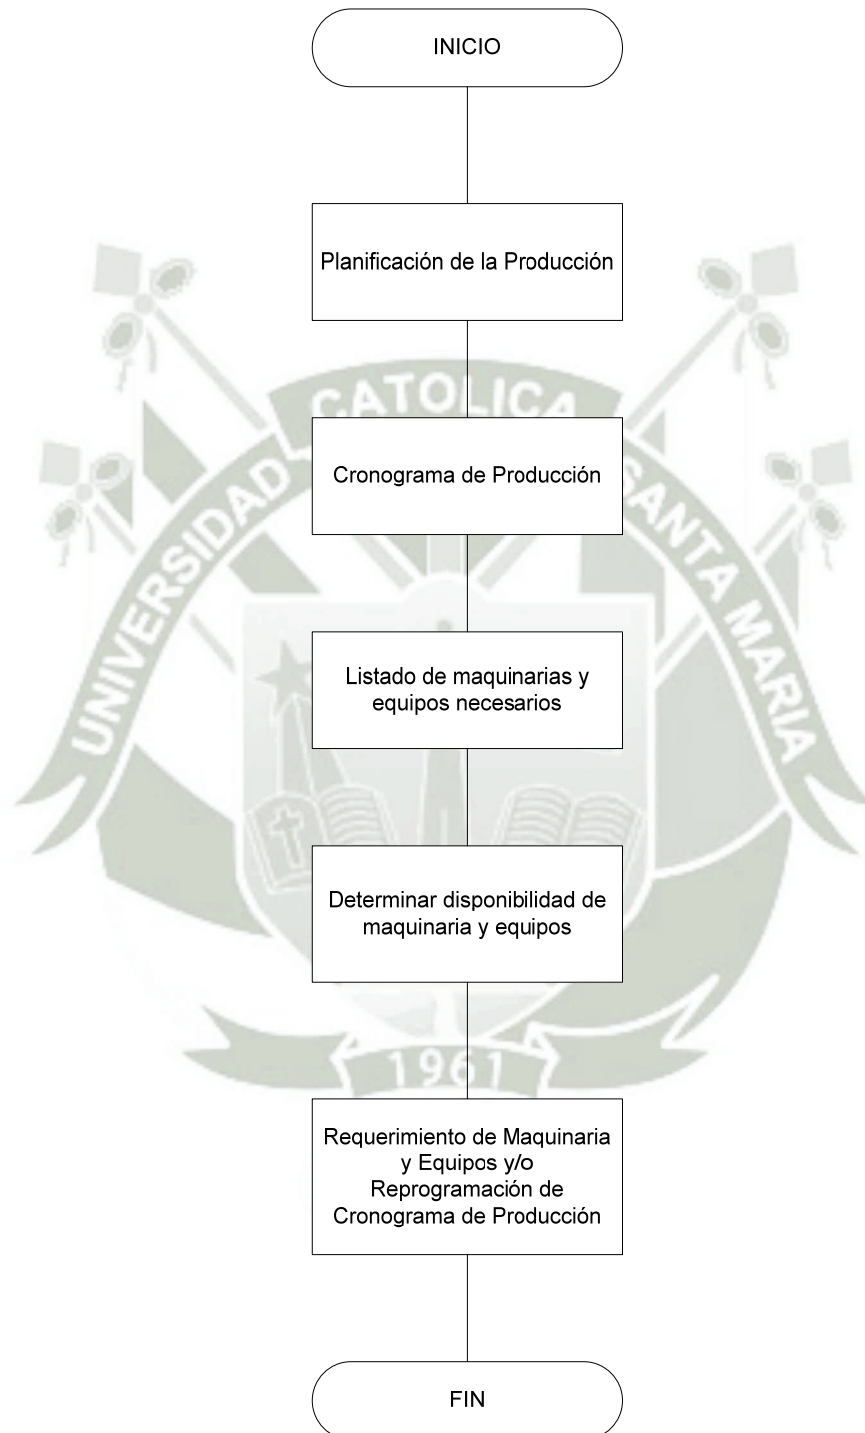 INICIO
Planificación de la Producción
CATOLICA
Cronograma de Producción
UNIVERSIDAD
SANTA MARIA
Listado de maquinarias y
equipos necesarios
Determinar disponibilidad de
maquinaria y equipos
1961
Requerimiento de Maquinaria
y Equipos y/o
Reprogramación de
Cronograma de Producción
FIN